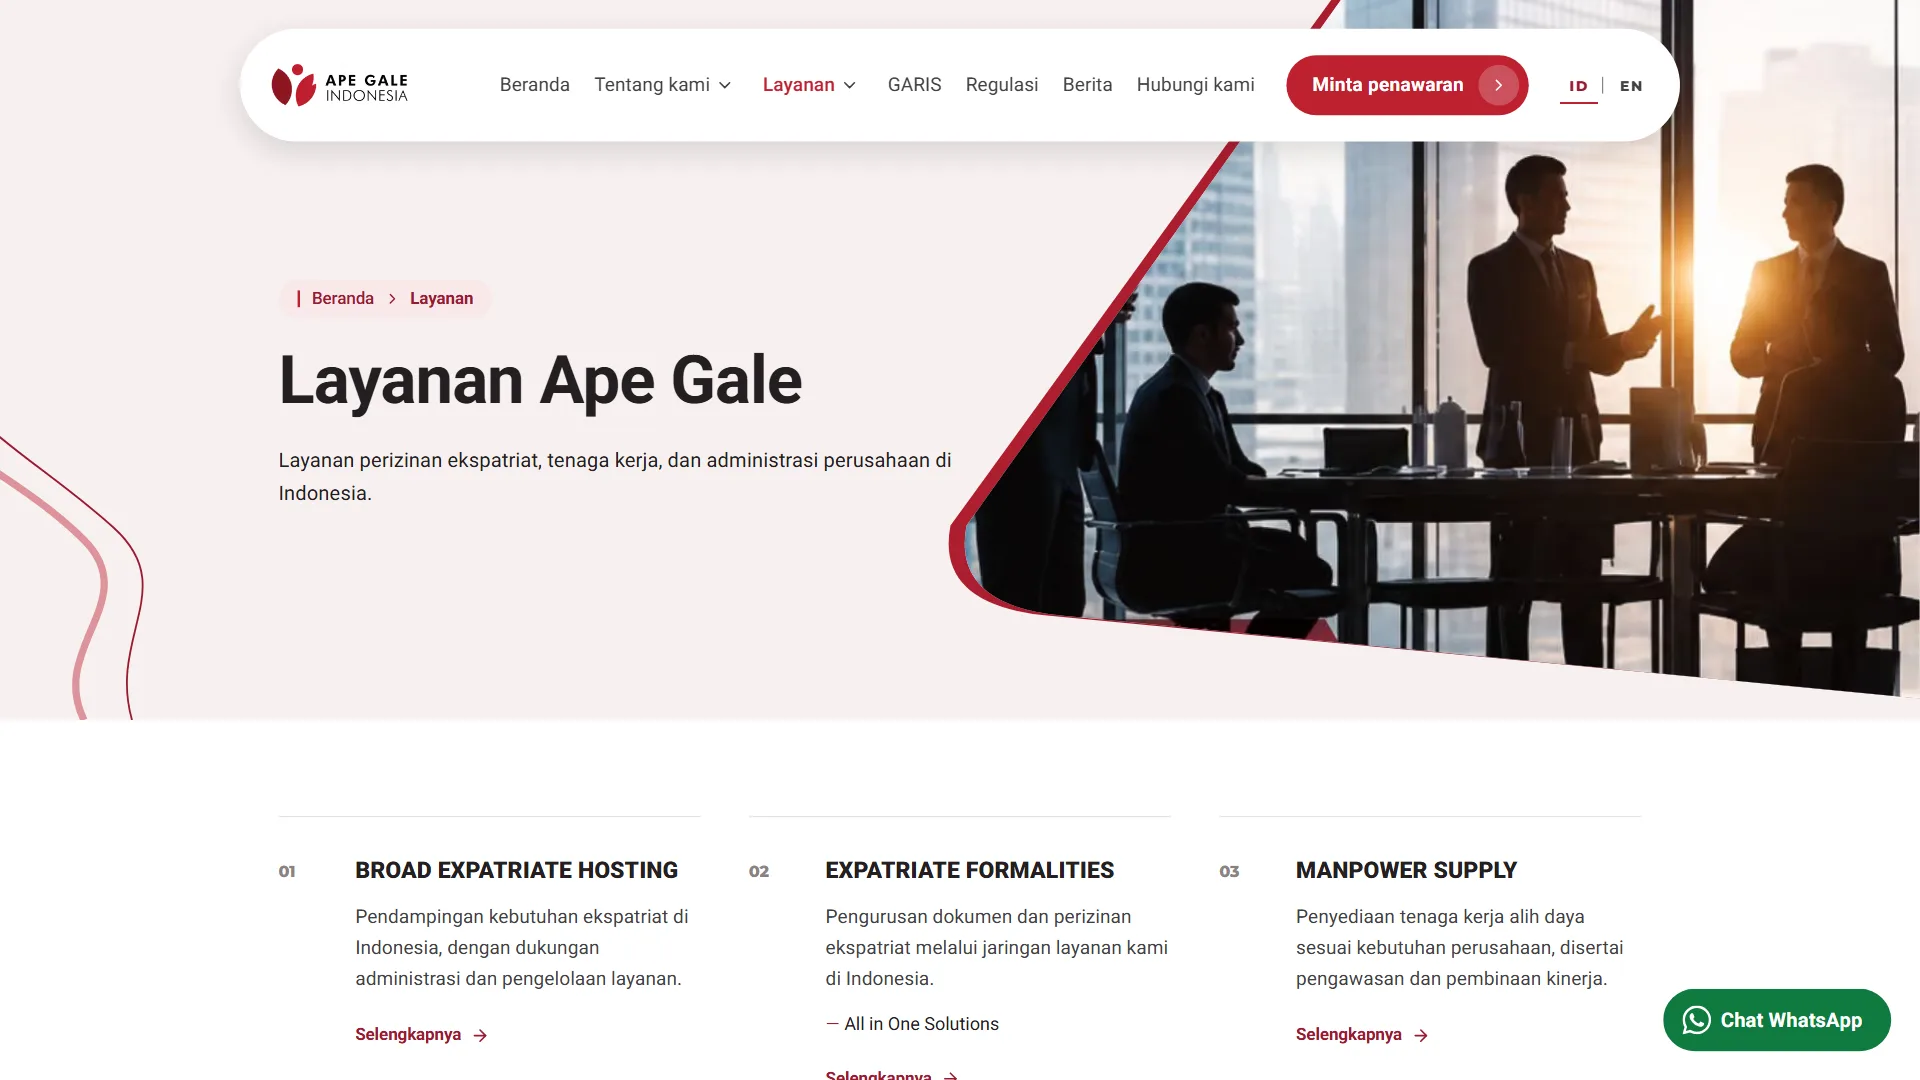 APE GALE
INDONESIA
Beranda
Tentang kami
Layanan
GARIS
Regulasi
Berita
Hubungi kami
Minta penawaran
ID | EN
Beranda > Layanan
Layanan Ape Gale
Layanan perizinan ekspatriat, tenaga kerja, dan administrasi perusahaan di
Indonesia.
01
BROAD EXPATRIATE HOSTING
Pendampingan kebutuhan ekspatriat di
Indonesia, dengan dukungan
administrasi dan pengelolaan layanan.
Selengkapnya →
02
EXPATRIATE FORMALITIES
Pengurusan dokumen dan perizinan
ekspatriat melalui jaringan layanan kami
di Indonesia.
— All in One Solutions
Selengkapnya →
03
MANPOWER SUPPLY
Penyediaan tenaga kerja alih daya
sesuai kebutuhan perusahaan, disertai
pengawasan dan pembinaan kinerja.
Selengkapnya →
Chat WhatsApp